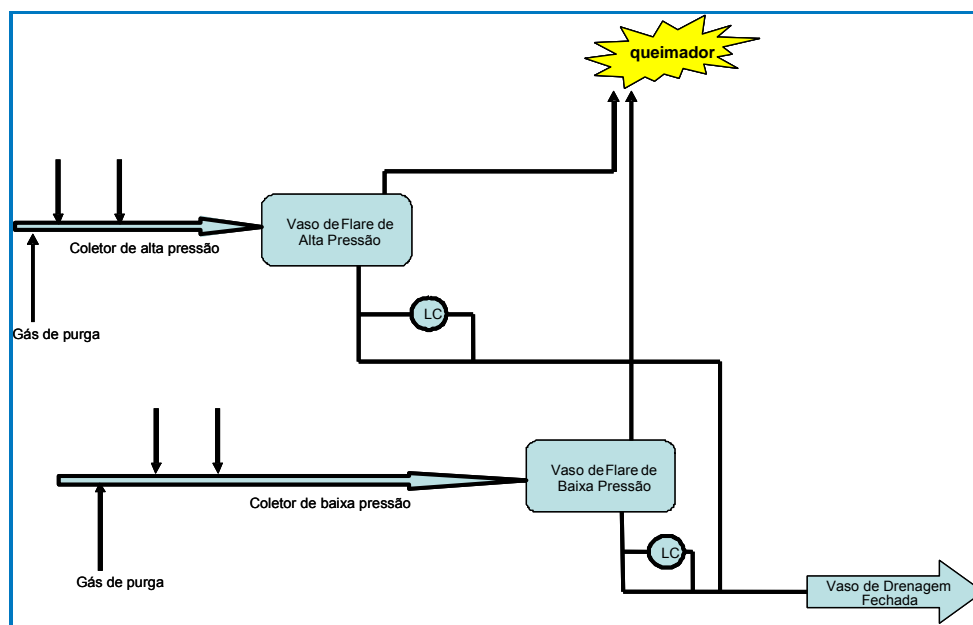 queimador
Vaso de Flare de
Alta Pressão
Coletor de alta pressão
LC
Gás de purga
Vaso de Flare de
Baixa Pressão
Coletor de baixa pressão
LC
Gás de purga
Vaso de Drenagem
Fechada